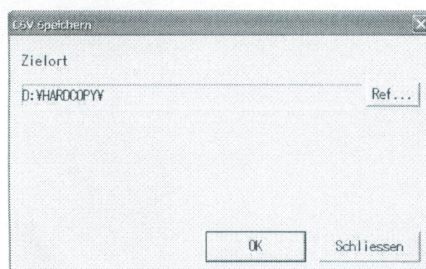 CSV Speichern
Zielort
D:¥HARDCOPY¥ Ref...
OK Schliessen